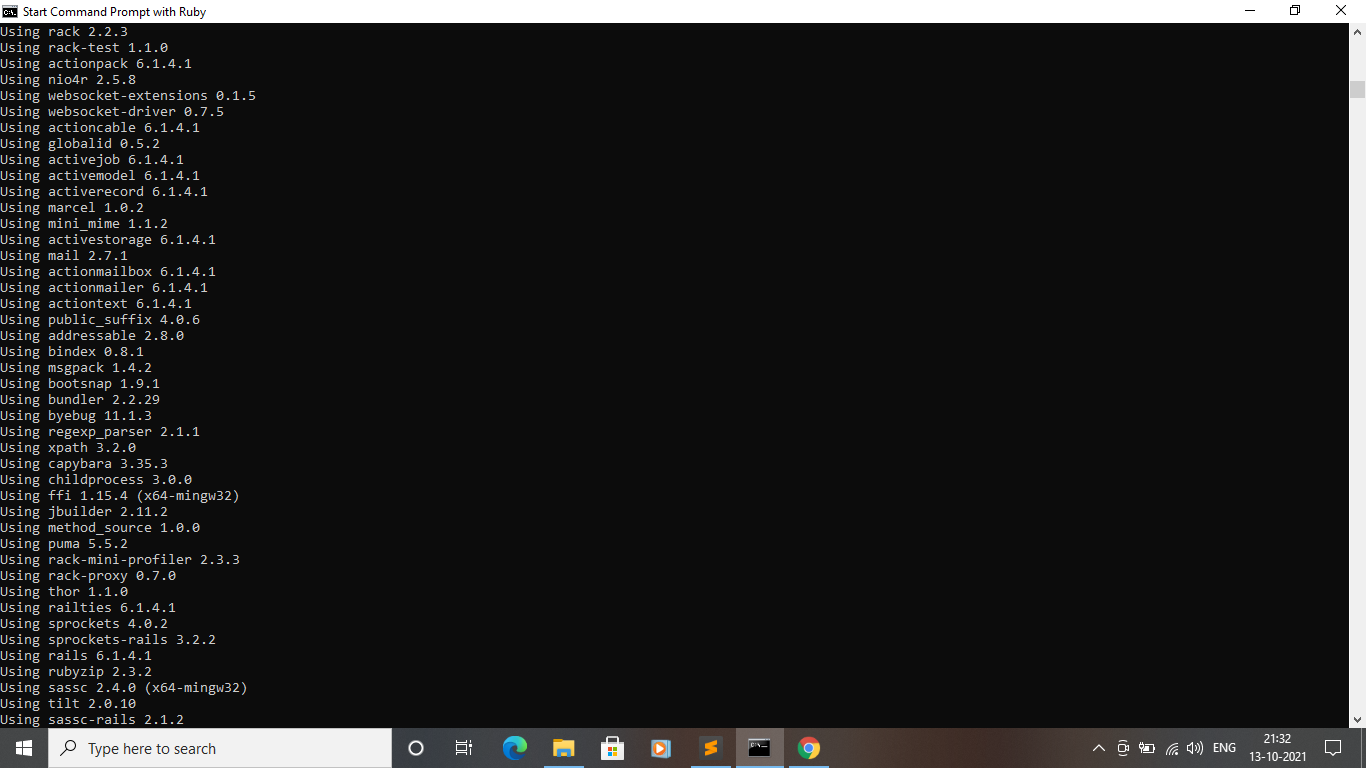 Start Command Prompt with Ruby
Using rack 2.2.3
Using rack-test 1.1.0
Using actionpack 6.1.4.1
Using nio4r 2.5.8
Using websocket-extensions 0.1.5
Using websocket-driver 0.7.5
Using actioncable 6.1.4.1
Using globalid 0.5.2
Using activejob 6.1.4.1
Using activemodel 6.1.4.1
Using activerecord 6.1.4.1
Using marcel 1.0.2
Using mini_mime 1.1.2
Using activestorage 6.1.4.1
Using mail 2.7.1
Using actionmailbox 6.1.4.1
Using actionmailer 6.1.4.1
Using actiontext 6.1.4.1
Using public_suffix 4.0.6
Using addressable 2.8.0
Using bindex 0.8.1
Using msgpack 1.4.2
Using bootsnap 1.9.1
Using bundler 2.2.29
Using byebug 11.1.3
Using regexp_parser 2.1.1
Using xpath 3.2.0
Using capybara 3.35.3
Using childprocess 3.0.0
Using ffi 1.15.4 (x64-mingw32)
Using jbuilder 2.11.2
Using method_source 1.0.0
Using puma 5.5.2
Using rack-mini-profiler 2.3.3
Using rack-proxy 0.7.0
Using thor 1.1.0
Using railties 6.1.4.1
Using sprockets 4.0.2
Using sprockets-rails 3.2.2
Using rails 6.1.4.1
Using rubyzip 2.3.2
Using sassc 2.4.0 (x64-mingw32)
Using tilt 2.0.10
Using sassc-rails 2.1.2
Type here to search
ENG
21:32
13-10-2021